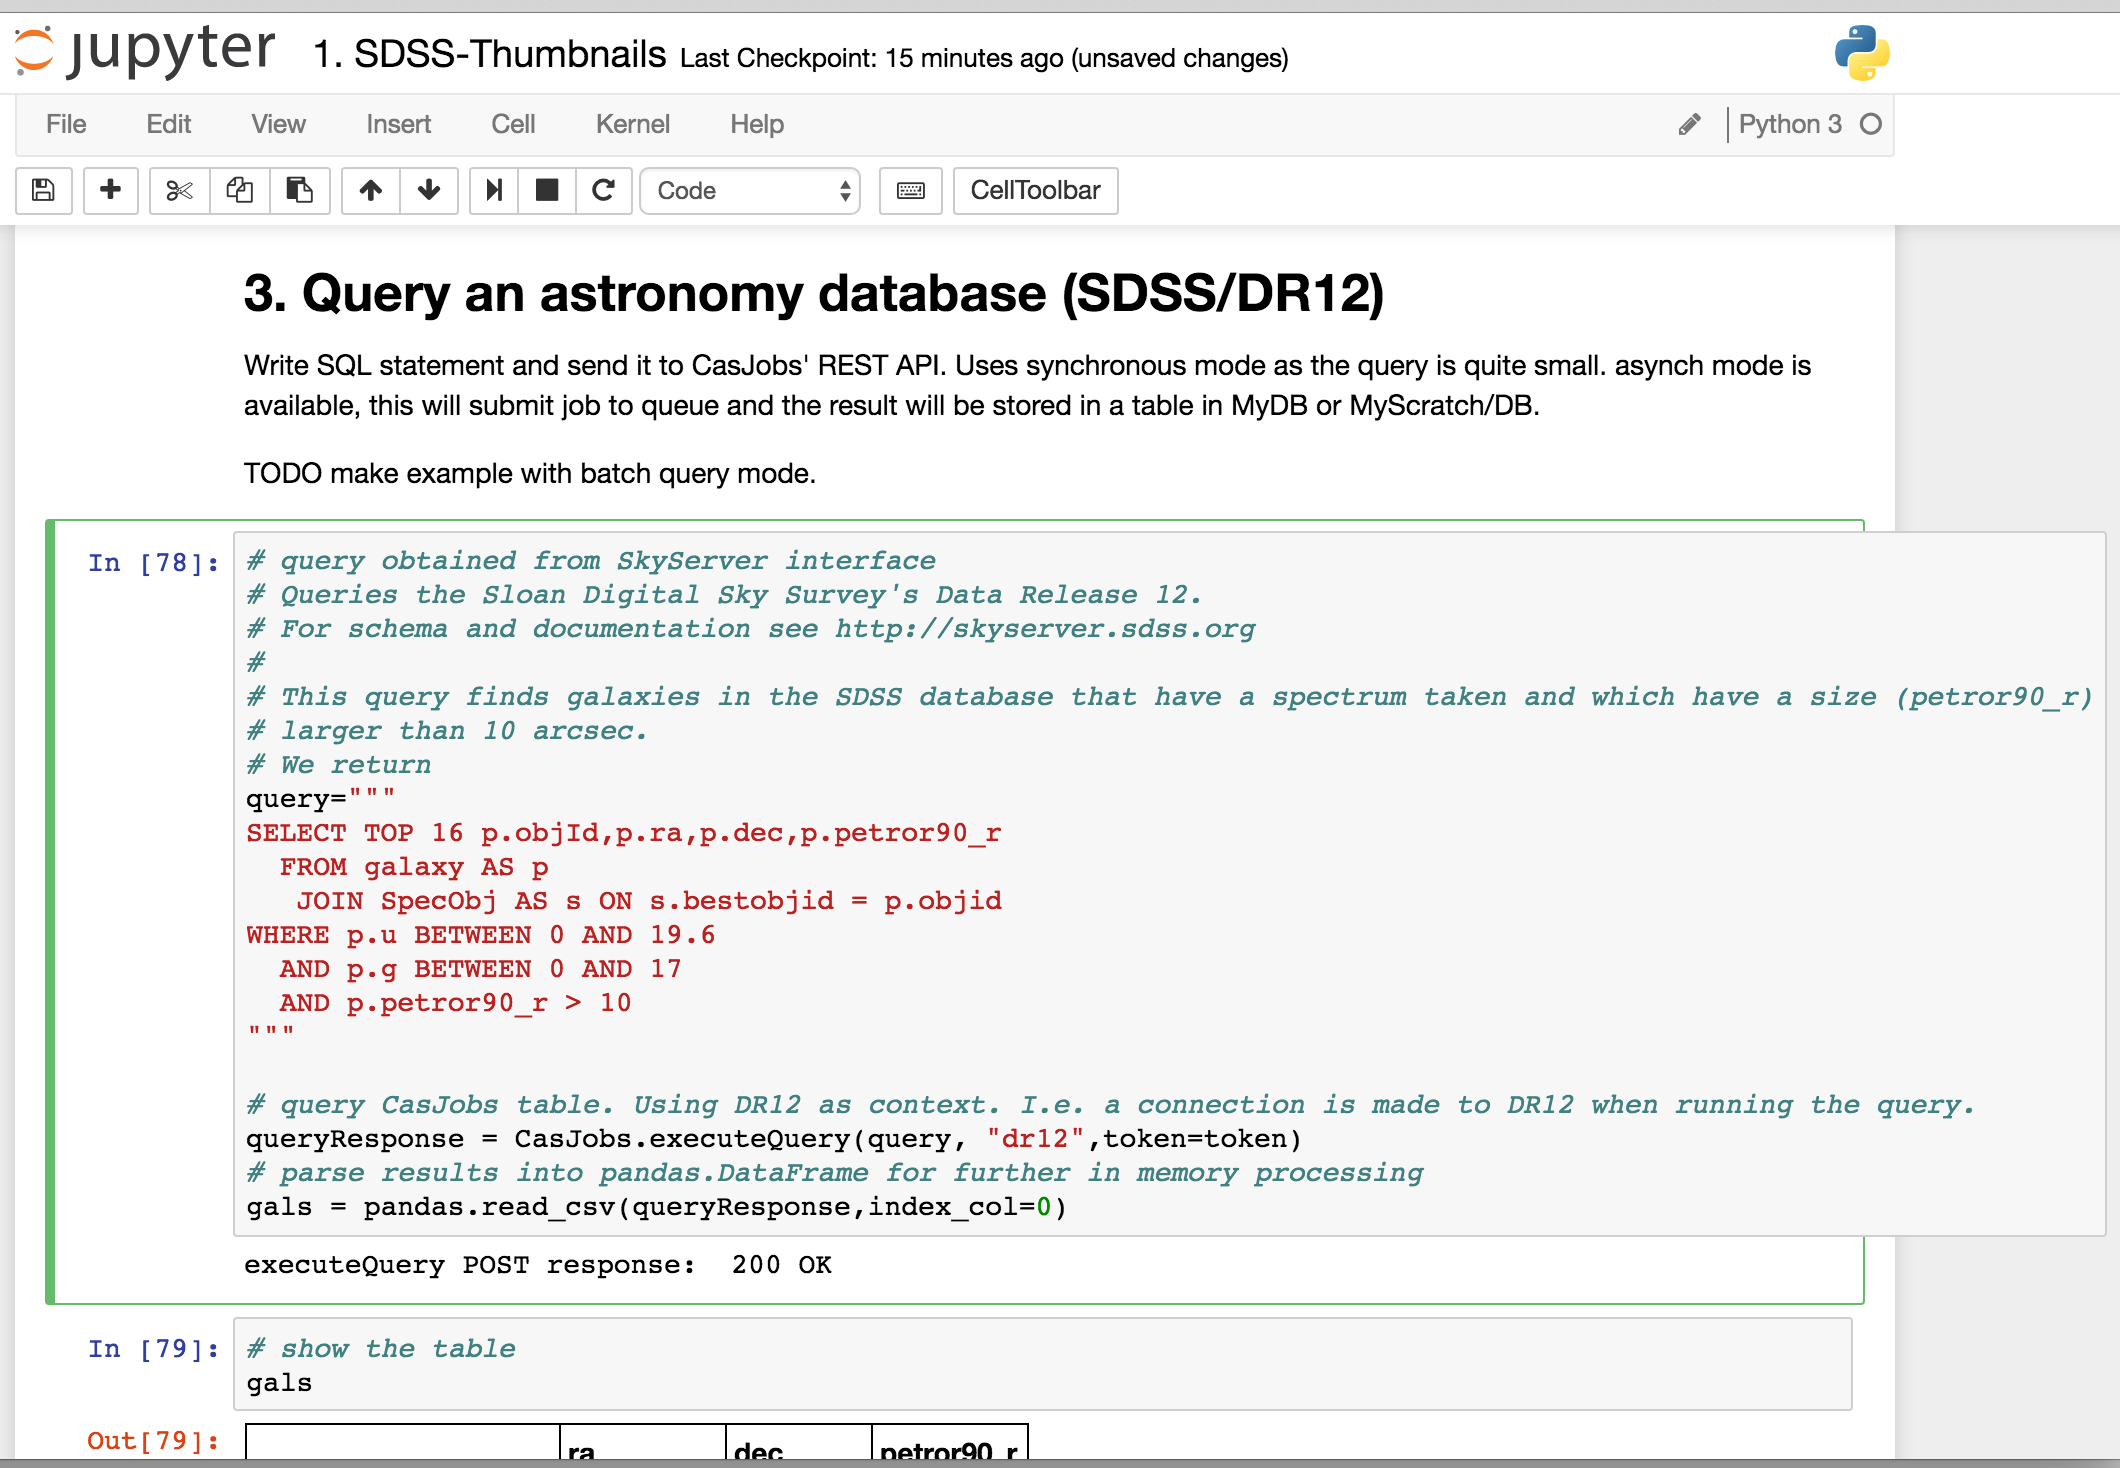 jupyter 1. SDSS-Thumbnails Last Checkpoint: 15 minutes ago (unsaved changes)
File Edit View Insert Cell Kernel Help Python 3
Code CellToolbar
3. Query an astronomy database (SDSS/DR12)
Write SQL statement and send it to CasJobs' REST API. Uses synchronous mode as the query is quite small. asynch mode is
available, this will submit job to queue and the result will be stored in a table in MyDB or MyScratch/DB.
TODO make example with batch query mode.
In [78]: # query obtained from SkyServer interface
# Queries the Sloan Digital Sky Survey's Data Release 12.
# For schema and documentation see http://skyserver.sdss.org
#
# This query finds galaxies in the SDSS database that have a spectrum taken and which have a size (petror90_r)
# larger than 10 arcsec.
# We return
query="""
SELECT TOP 16 p.objId,p.ra,p.dec,p.petror90_r
  FROM galaxy AS p
   JOIN SpecObj AS s ON s.bestobjid = p.objid
WHERE p.u BETWEEN 0 AND 19.6
  AND p.g BETWEEN 0 AND 17
  AND p.petror90_r > 10
"""
# query CasJobs table. Using DR12 as context. I.e. a connection is made to DR12 when running the query.
queryResponse = CasJobs.executeQuery(query, "dr12",token=token)
# parse results into pandas.DataFrame for further in memory processing
gals = pandas.read_csv(queryResponse,index_col=0)
executeQuery POST response:  200 OK
In [79]: # show the table
gals
Out[79]: ra dec petror90_r